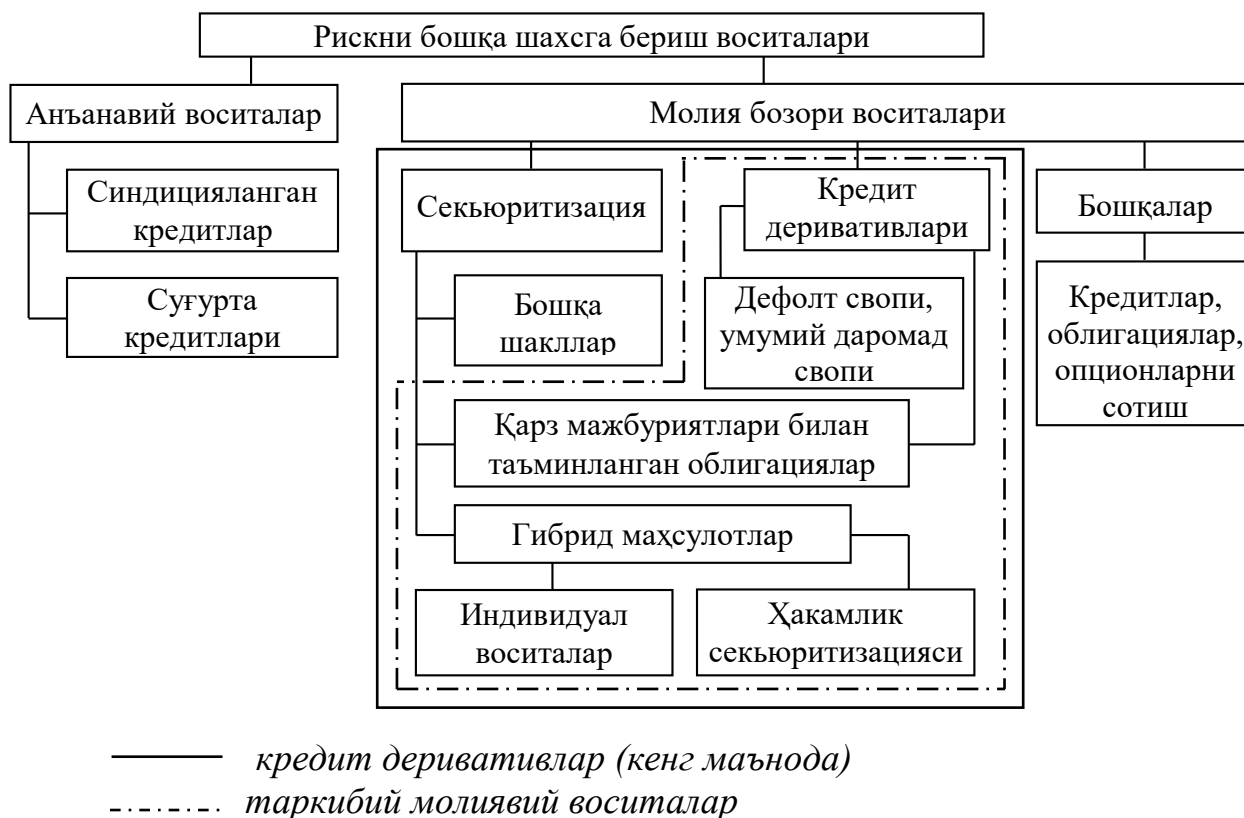 Рискни бошқа шахсга бериш воситалари
Анъанавий воситалар
Молия бозори воситалари
Синдицияланган
кредитлар
Суғурта
кредитлари
Секьюритизация
Кредит
деривативлари
Бошқалар
Бошқа
шакллар
Дефолт свопи,
умумий даромад
свопи
Кредитлар,
облигациялар,
опционларни
сотиш
Қарз мажбуриятлари билан
таъминланган облигациялар
Гибрид маҳсулотлар
Индивидуал
воситалар
Ҳакамлик
секьюритизацияси
кредит деривативлар (кенг маънода)
таркибий молиявий воситалар